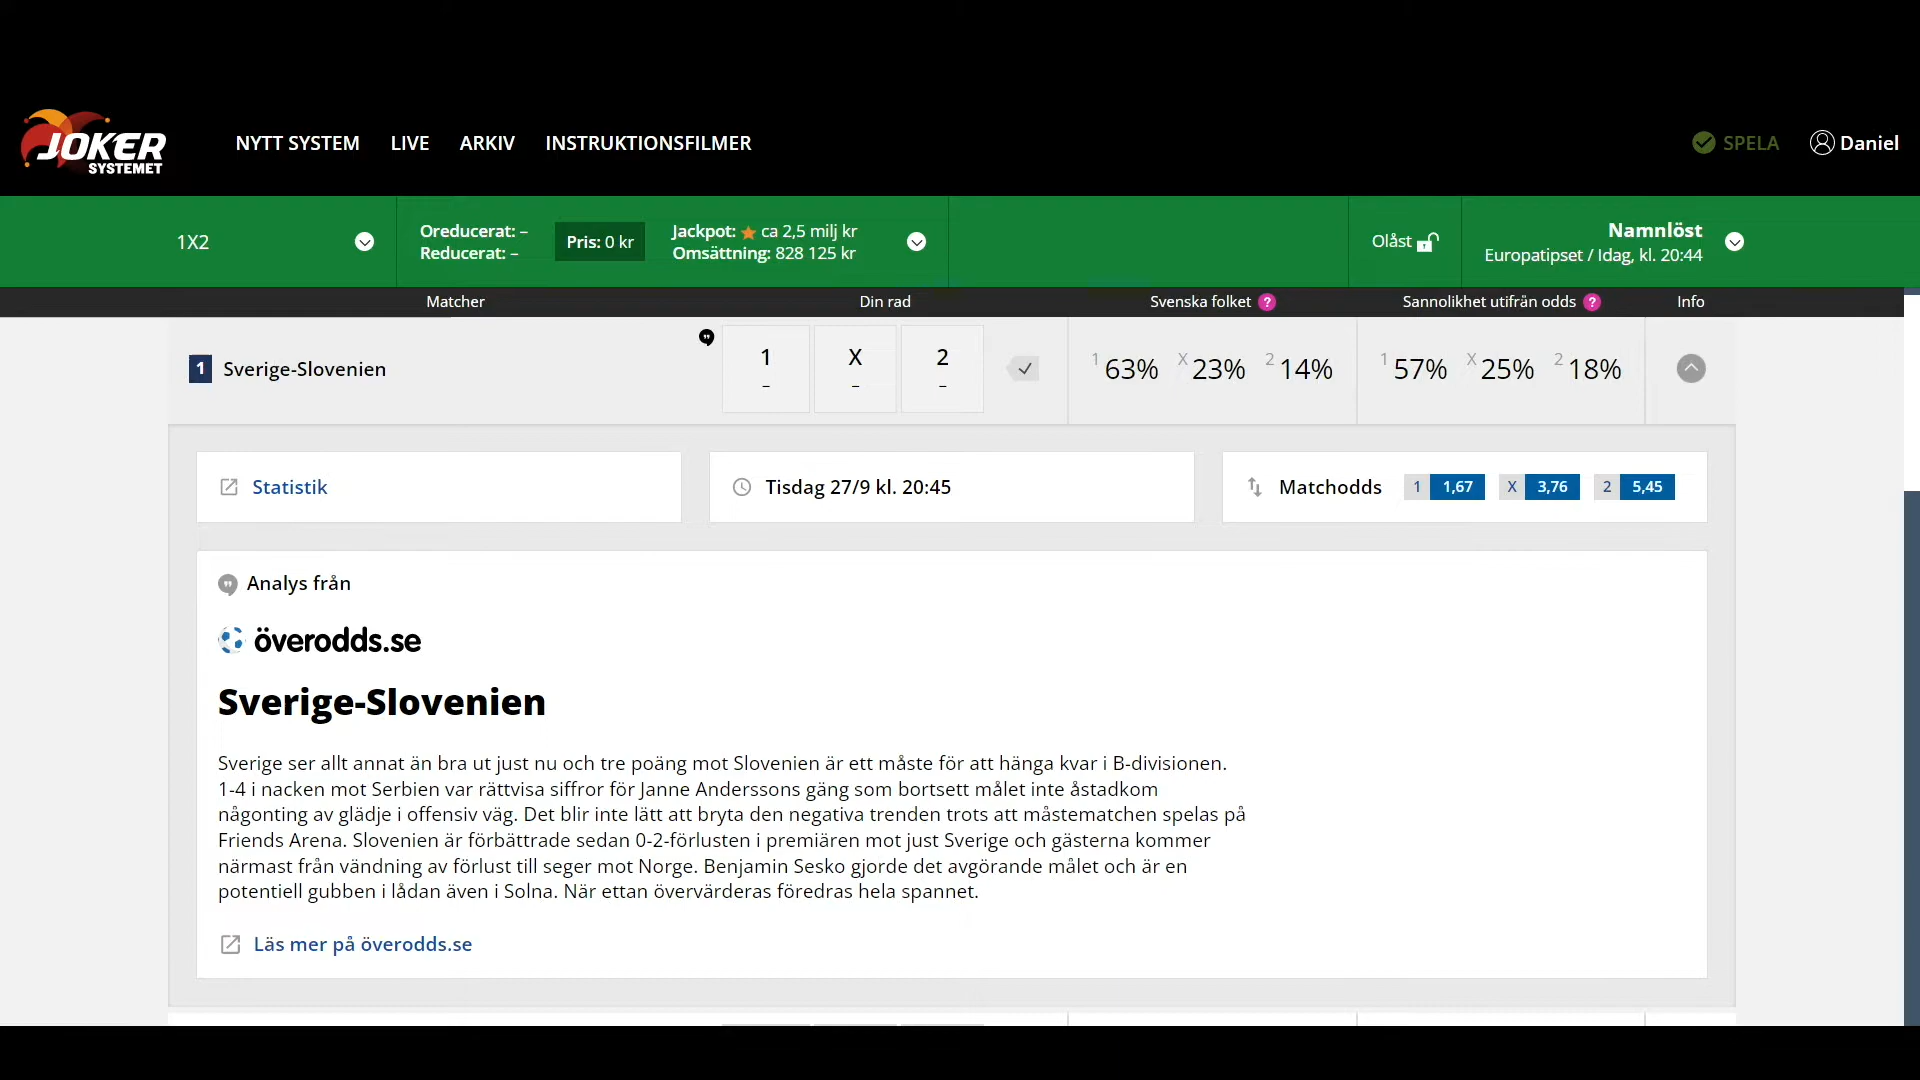 JOKER
SYSTEMET
NYTT SYSTEM LIVE ARKIV INSTRUKTIONSFILMER
SPELA Daniel
1X2
Oreducerat: –
Reducerat: –
Pris: 0 kr
Jackpot: ca 2,5 milj kr
Omsättning: 828 125 kr
Olåst
Namnlöst
Europatipset / Idag, kl. 20:44
Matcher Din rad Svenska folket ? Sannolikhet utifrån odds ? Info
1 Sverige-Slovenien
1 X 2
– – –
1 63% X 23% 2 14% 1 57% X 25% 2 18%
Statistik
Tisdag 27/9 kl. 20:45
Matchodds 1 1,67 X 3,76 2 5,45
Analys från
överodds.se
Sverige-Slovenien
Sverige ser allt annat än bra ut just nu och tre poäng mot Slovenien är ett måste för att hänga kvar i B-divisionen.
1-4 i nacken mot Serbien var rättvisa siffror för Janne Anderssons gäng som bortsett målet inte åstadkom
någonting av glädje i offensiv väg. Det blir inte lätt att bryta den negativa trenden trots att måstematchen spelas på
Friends Arena. Slovenien är förbättrade sedan 0-2-förlusten i premiären mot just Sverige och gästerna kommer
närmast från vändning av förlust till seger mot Norge. Benjamin Sesko gjorde det avgörande målet och är en
potentiell gubben i lådan även i Solna. När ettan övervärderas föredras hela spannet.
Läs mer på överodds.se